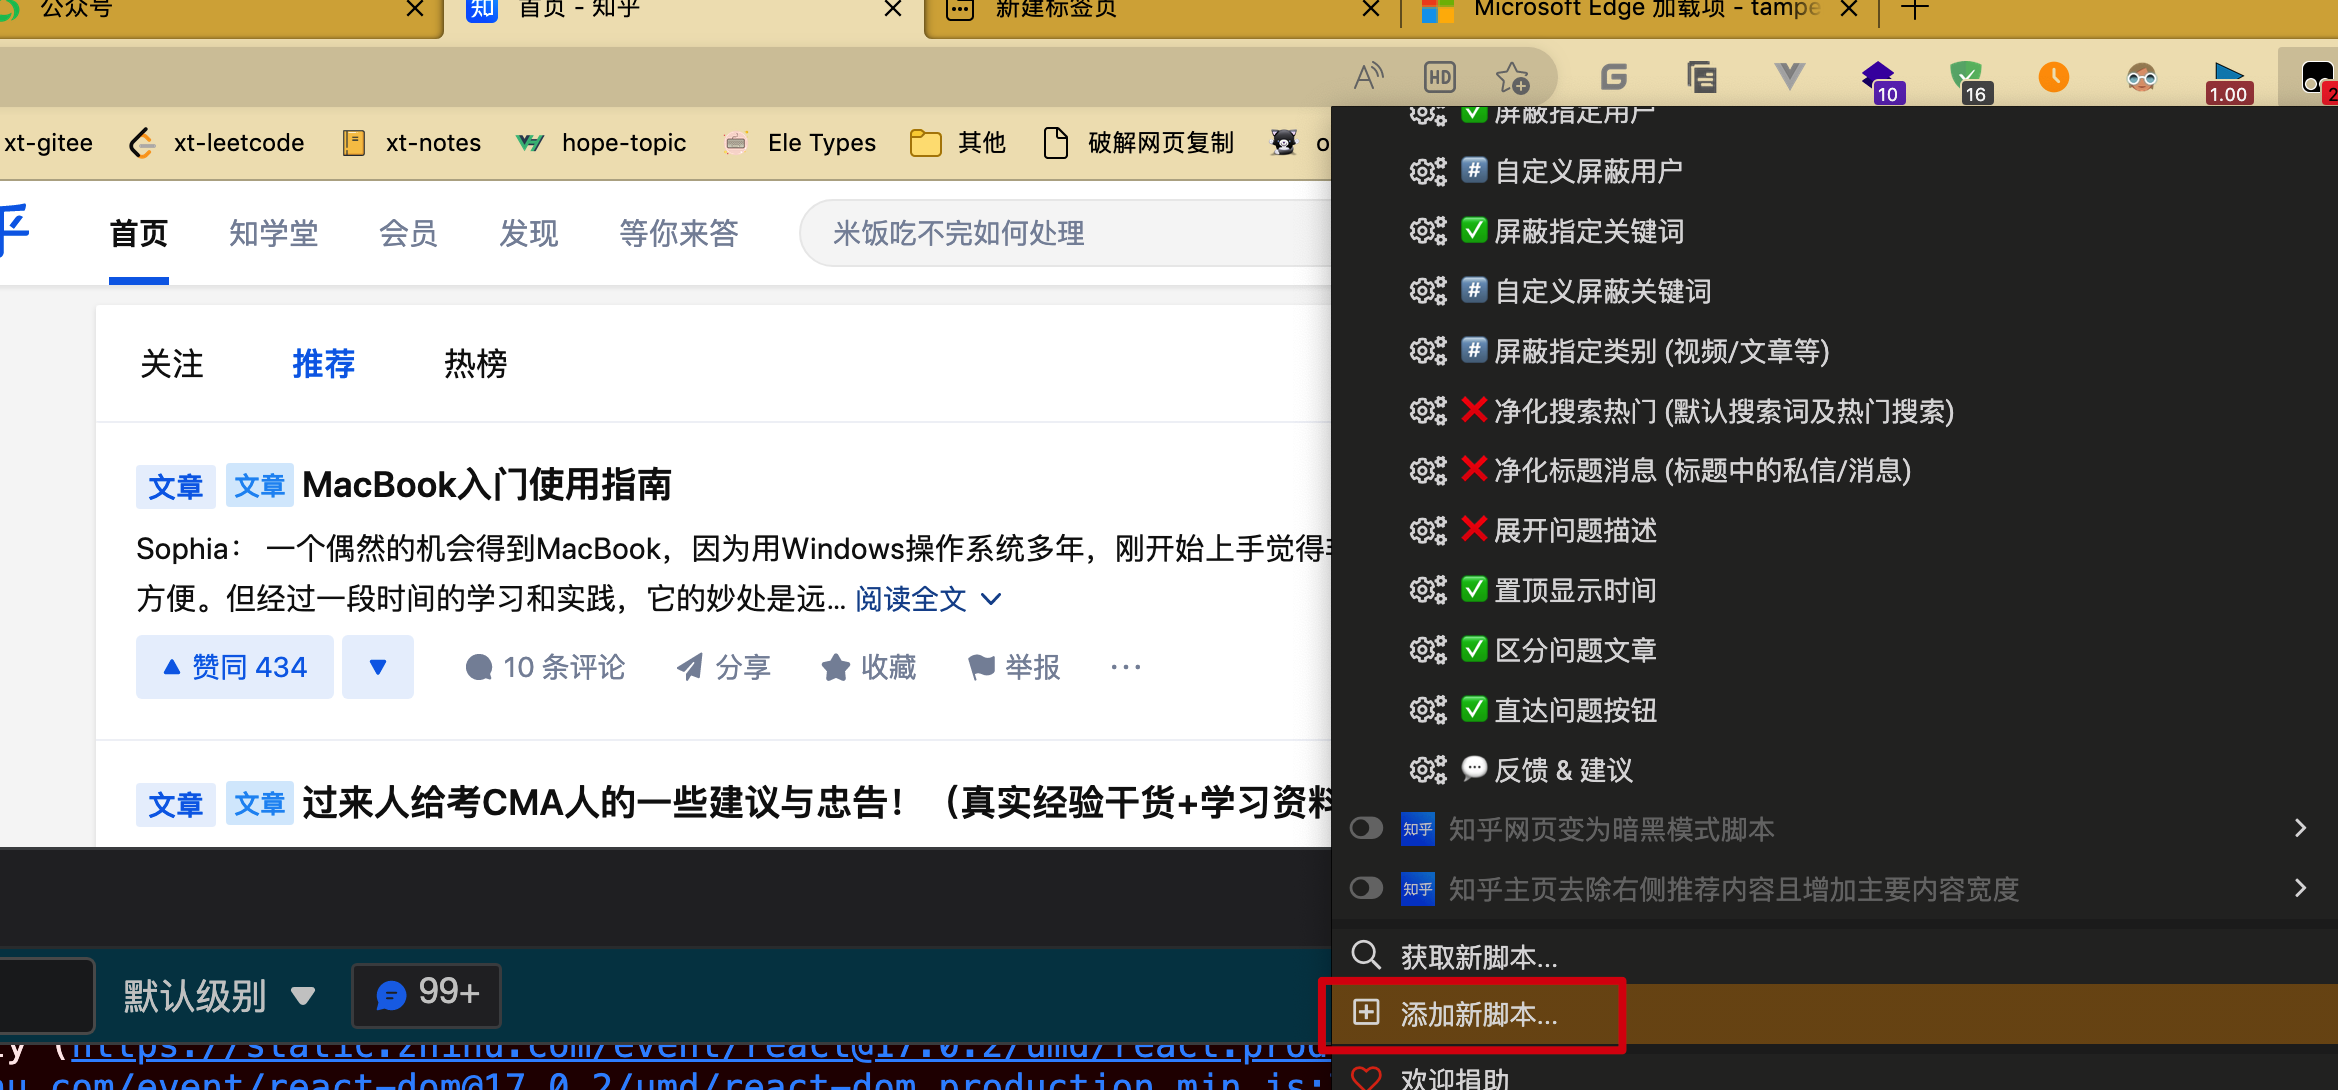 公众号
知 首页 - 知乎
新建标签页
Microsoft Edge 加载项 - tampe
HD
10
16
1.00
2
xt-gitee xt-leetcode xt-notes hope-topic Ele Types 其他 破解网页复制 o
乎 首页 知学堂 会员 发现 等你来答 米饭吃不完如何处理
关注 推荐 热榜
文章 文章 MacBook入门使用指南
Sophia： 一个偶然的机会得到MacBook，因为用Windows操作系统多年，刚开始上手觉得
方便。但经过一段时间的学习和实践，它的妙处是远... 阅读全文
赞同 434 10 条评论 分享 收藏 举报 ···
文章 文章 过来人给考CMA人的一些建议与忠告！（真实经验干货+学习资料
默认级别 99+
y (https://static.zhihu.com/event/react@17.0.2/umd/react.prod
hu.com/event/react-dom@17.0.2/umd/react-dom.production.min.js:
屏蔽指定用户
# 自定义屏蔽用户
屏蔽指定关键词
# 自定义屏蔽关键词
# 屏蔽指定类别 (视频/文章等)
净化搜索热门 (默认搜索词及热门搜索)
净化标题消息 (标题中的私信/消息)
展开问题描述
置顶显示时间
区分问题文章
直达问题按钮
反馈 & 建议
知乎 知乎网页变为暗黑模式脚本
知乎 知乎主页去除右侧推荐内容且增加主要内容宽度
获取新脚本...
添加新脚本...
欢迎捐助